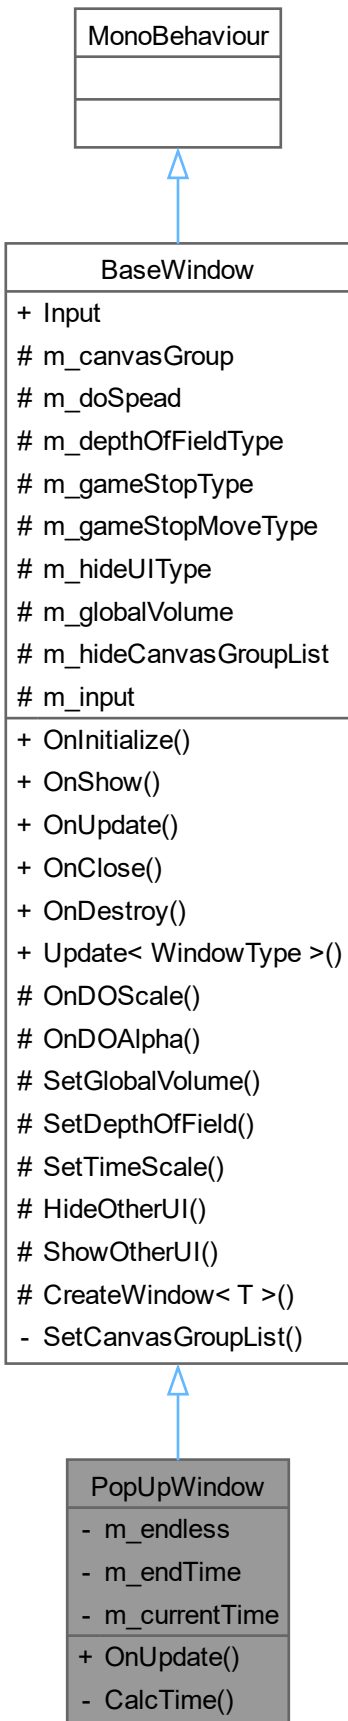 MonoBehaviour
BaseWindow
+ Input
# m_canvasGroup
# m_doSpead
# m_depthOfFieldType
# m_gameStopType
# m_gameStopMoveType
# m_hideUIType
# m_globalVolume
# m_hideCanvasGroupList
# m_input
+ OnInitialize()
+ OnShow()
+ OnUpdate()
+ OnClose()
+ OnDestroy()
+ Update< WindowType >()
# OnDOScale()
# OnDOAlpha()
# SetGlobalVolume()
# SetDepthOfField()
# SetTimeScale()
# HideOtherUI()
# ShowOtherUI()
# CreateWindow< T >()
- SetCanvasGroupList()
PopUpWindow
- m_endless
- m_endTime
- m_currentTime
+ OnUpdate()
- CalcTime()